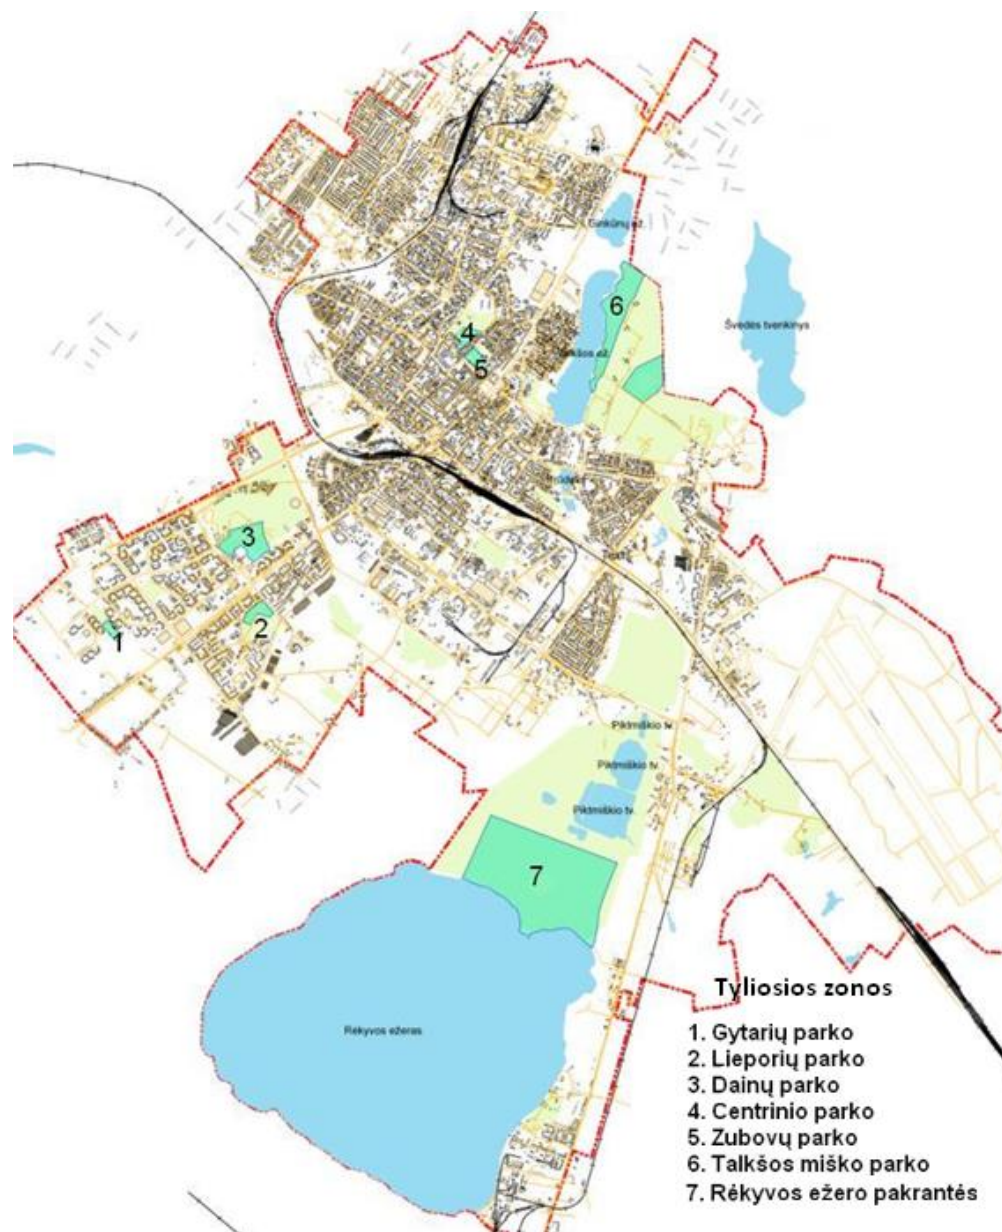 Ginkūnų ež.
6
Švedės tvenkinys
4
Talkšos ež.
5
3
1
2
Piktmiškio tv.
Piktmiškio tv.
Piktmiškio tv.
7
Rėkyvos ežeras
Tyliosios zonos
1. Gytarių parko
2. Lieporių parko
3. Dainų parko
4. Centrinio parko
5. Zubovų parko
6. Talkšos miško parko
7. Rėkyvos ežero pakrantės